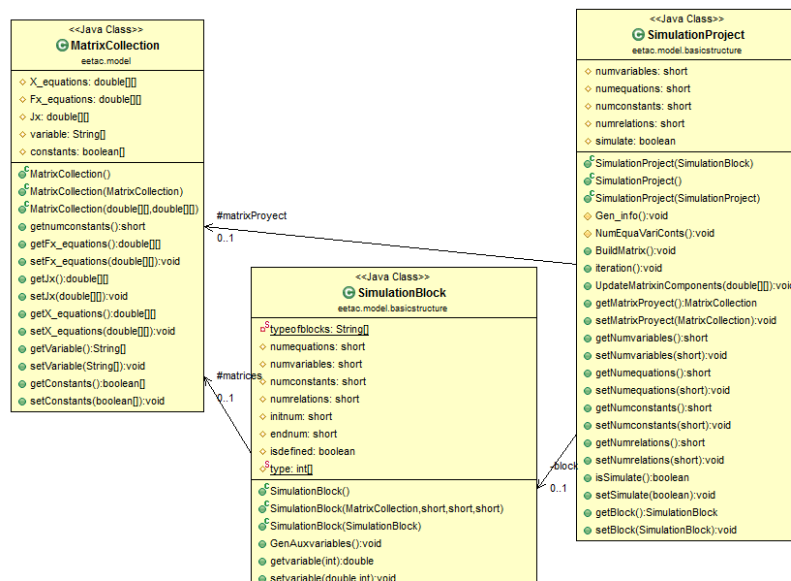 <<Java Class>>
MatrixCollection
eetac.model
X_equations: double[][]
Fx_equations: double[][]
Jx: double[][]
variable: String[]
constants: boolean[]
MatrixCollection()
MatrixCollection(MatrixCollection)
MatrixCollection(double[][],double[][])
getnumconstants():short
getFx_equations():double[][]
setFx_equations(double[][]):void
getJx():double[][]
setJx(double[][]):void
getX_equations():double[][]
setX_equations(double[][]):void
getVariable():String[]
setVariable(String[]):void
getConstants():boolean[]
setConstants(boolean[]):void
#matrixProyect
0..1
#matrices
0..1
<<Java Class>>
SimulationBlock
eetac.model.basicstructure
typeofblocks: String[]
numequations: short
numvariables: short
numconstants: short
numrelations: short
initnum: short
endnum: short
isdefined: boolean
type: int[]
SimulationBlock()
SimulationBlock(MatrixCollection,short,short,short)
SimulationBlock(SimulationBlock)
GenAuxvariables():void
getvariable(int):double
setvariable(double,int):void
-block
0..1
<<Java Class>>
SimulationProject
eetac.model.basicstructure
numvariables: short
numequations: short
numconstants: short
numrelations: short
simulate: boolean
SimulationProject(SimulationBlock)
SimulationProject()
SimulationProject(SimulationProject)
Gen_info():void
NumEquaVariConts():void
BuildMatrix():void
iteration():void
UpdateMatrixinComponents(double[][]):void
getMatrixProyect():MatrixCollection
setMatrixProyect(MatrixCollection):void
getNumvariables():short
setNumvariables(short):void
getNumequations():short
setNumequations(short):void
getNumconstants():short
setNumconstants(short):void
getNumrelations():short
setNumrelations(short):void
isSimulate():boolean
setSimulate(boolean):void
getBlock():SimulationBlock
setBlock(SimulationBlock):void